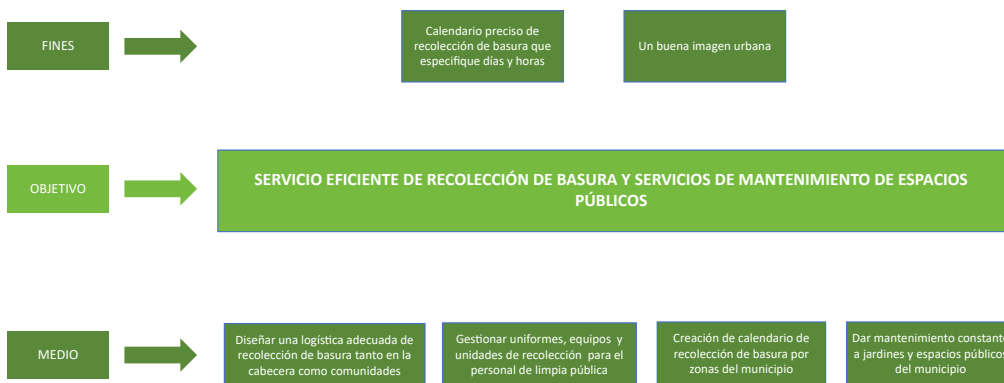 FINES
Calendario preciso de
recolección de basura que
especifique días y horas
Un buena imagen urbana
OBJETIVO
SERVICIO EFICIENTE DE RECOLECCIÓN DE BASURA Y SERVICIOS DE MANTENIMIENTO DE ESPACIOS
PÚBLICOS
MEDIO
Diseñar una logística adecuada de
recolección de basura tanto en la
cabecera como comunidades
Gestionar uniformes, equipos y
unidades de recolección para el
personal de limpia pública
Creación de calendario de
recolección de basura por
zonas del municipio
Dar mantenimiento constante
a jardines y espacios públicos
del municipio